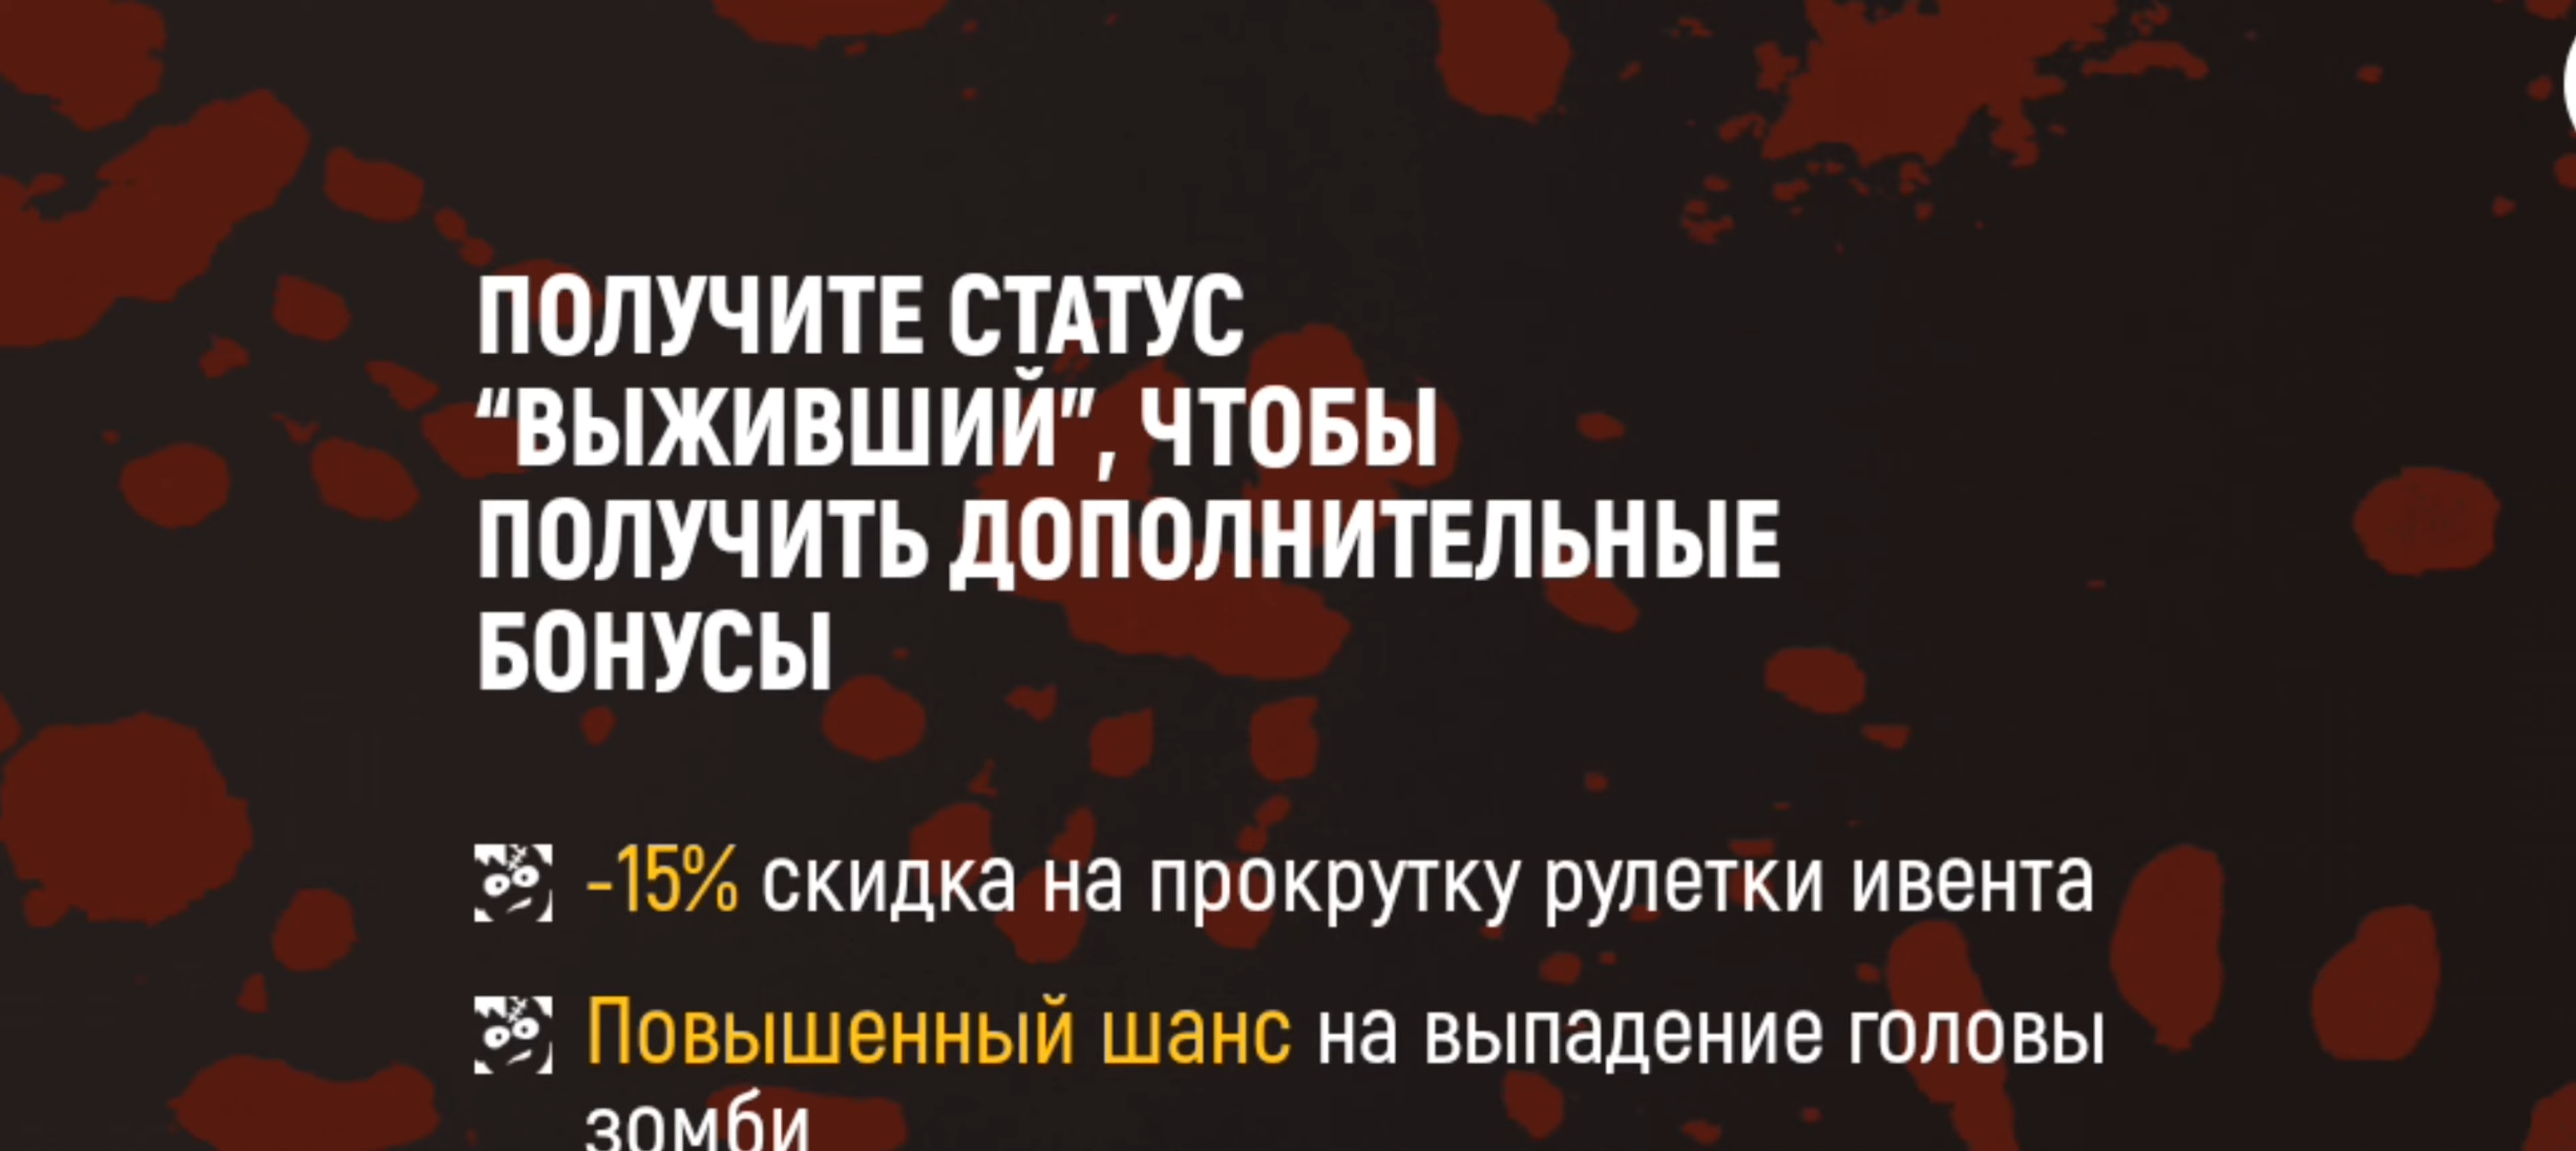 ПОЛУЧИТЕ СТАТУС
“ВЫЖИВШИЙ”, ЧТОБЫ
ПОЛУЧИТЬ ДОПОЛНИТЕЛЬНЫЕ
БОНУСЫ
-15% скидка на прокрутку рулетки ивента
Повышенный шанс на выпадение головы
зомби